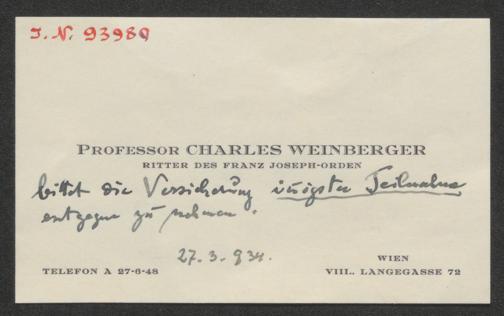 I.N. 93989
PROFESSOR CHARLES WEINBERGER
RITTER DES FRANZ JOSEPH-ORDEN
bittet die Versicherung innigster Teilnahme
entgegen zu nehmen.
27.3.934.
TELEFON A 27-6-48
WIEN
VIII., LANGEGASSE 72